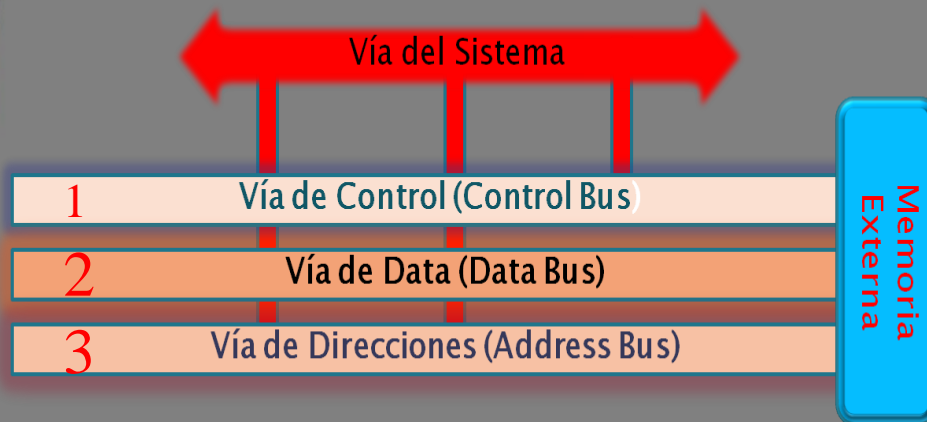 Vía del Sistema
1 Vía de Control (Control Bus)
2 Vía de Data (Data Bus)
3 Vía de Direcciones (Address Bus)
Memoria
Externa